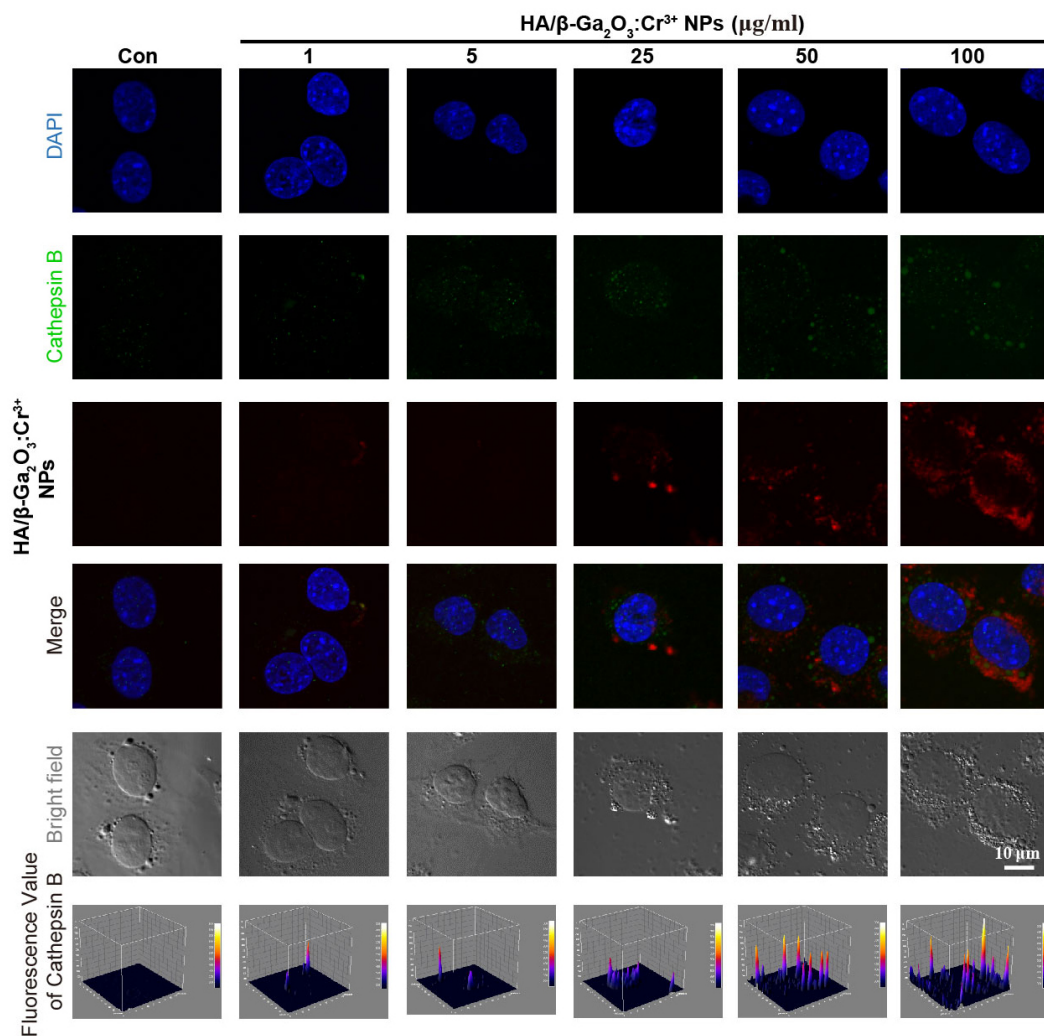 HA/β-Ga₂O₃:Cr³⁺ NPs (µg/ml)
Con 1 5 25 50 100
DAPI
Cathepsin B
HA/β-Ga₂O₃:Cr³⁺
NPs
Merge
Bright field
10 µm
Fluorescence Value
of Cathepsin B